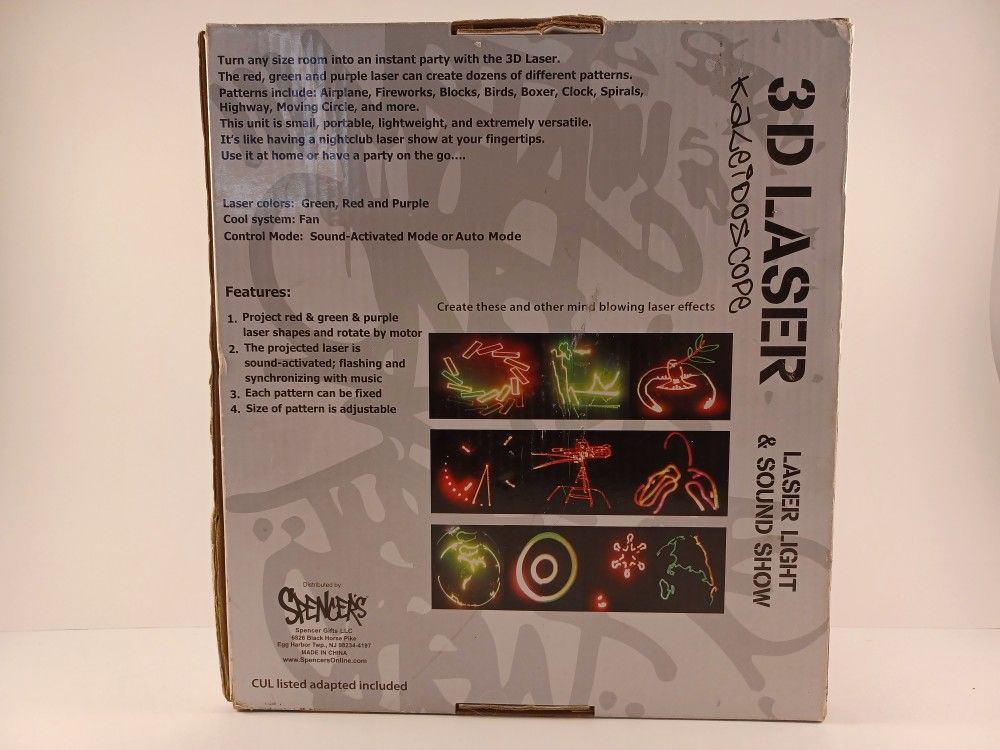 Turn any size room into an instant party with the 3D Laser.
The red, green and purple laser can create dozens of different patterns.
Patterns include: Airplane, Fireworks, Blocks, Birds, Boxer, Clock, Spirals,
Highway, Moving Circle, and more.
This unit is small, portable, lightweight, and extremely versatile.
It's like having a nightclub laser show at your fingertips.
Use it at home or have a party on the go....
Laser colors: Green, Red and Purple
Cool system: Fan
Control Mode: Sound-Activated Mode or Auto Mode
Features:
1. Project red & green & purple
laser shapes and rotate by motor
2. The projected laser is
sound-activated; flashing and
synchronizing with music
3. Each pattern can be fixed
4. Size of pattern is adjustable
Create these and other mind blowing laser effects
3D LASER
KALEiDOSCOPE
LASER LIGHT
& SOUND SHOW
Distributed by:
SPENCER'S
Spencer Gifts LLC
6826 Black Horse Pike
Egg Harbor Twp., NJ 08234-4197
MADE IN CHINA
www.SpencersOnline.com
CUL listed adapted included